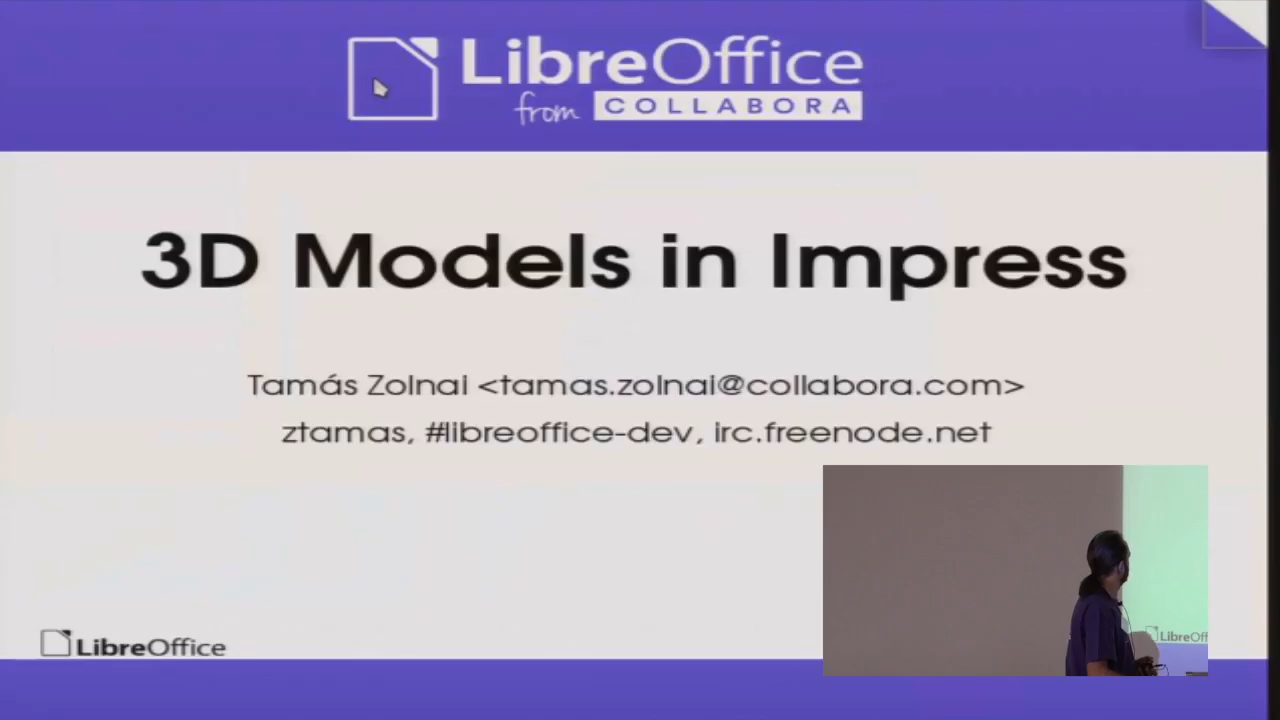 LibreOffice
from COLLABORA
3D Models in Impress
Tamás Zolnai <tamas.zolnai@collabora.com>
ztamas, #libreoffice-dev, irc.freenode.net
LibreOffice
LibreOff